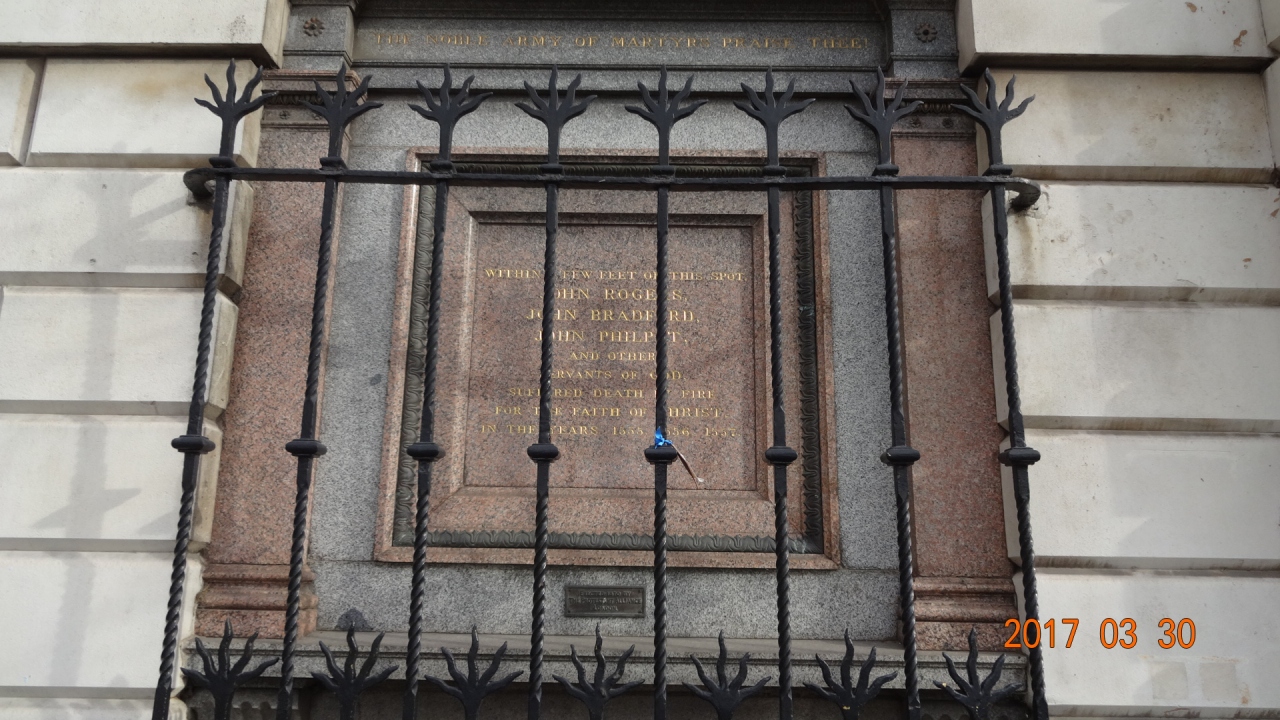 THE NOBLE ARMY OF MARTYRS PRAISE THEE
WITHIN FEW FEET OF THIS SPOT,
JOHN ROGERS,
JOHN BRADFORD,
JOHN PHILPOT,
AND OTHER
SERVANTS OF GOD,
SUFFERED DEATH BY FIRE
FOR THE FAITH OF CHRIST,
IN THE YEARS 1555, 1556, 1557
2017 03 30